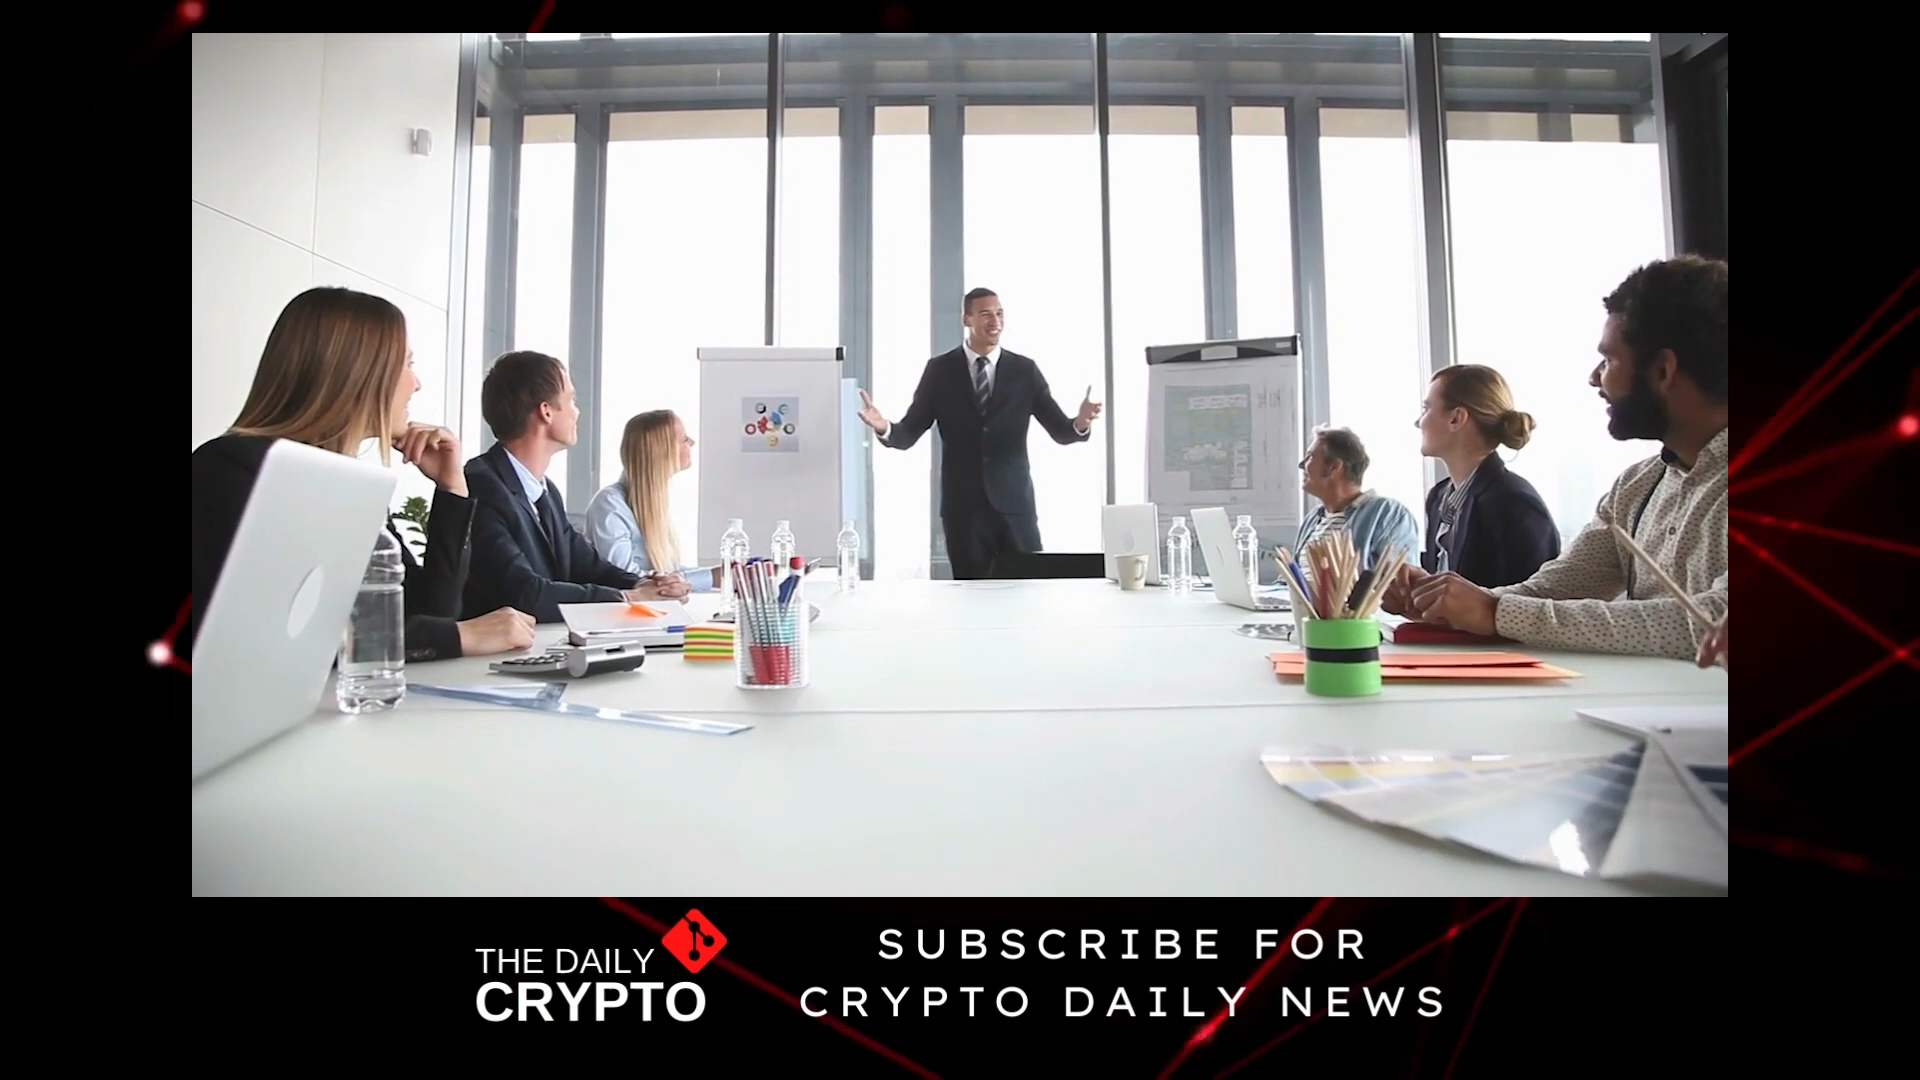 THE DAILY
CRYPTO
SUBSCRIBE FOR
CRYPTO DAILY NEWS